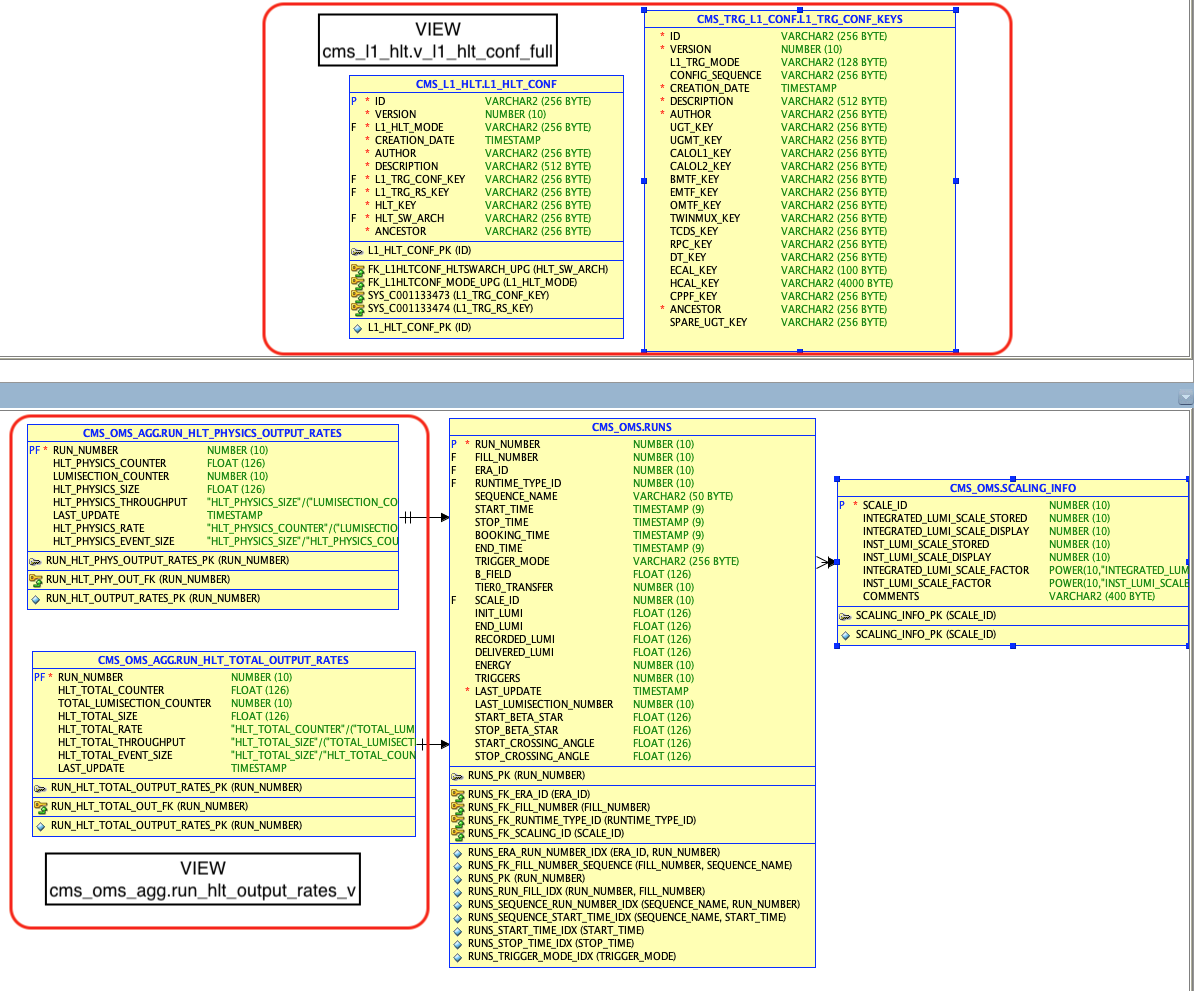 VIEW
cms_l1_hlt.v_l1_hlt_conf_full
CMS_L1_HLT.L1_HLT_CONF
P * ID VARCHAR2 (256 BYTE)
* VERSION NUMBER (10)
F * L1_HLT_MODE VARCHAR2 (256 BYTE)
* CREATION_DATE TIMESTAMP
* AUTHOR VARCHAR2 (256 BYTE)
* DESCRIPTION VARCHAR2 (512 BYTE)
F * L1_TRG_CONF_KEY VARCHAR2 (256 BYTE)
F * L1_TRG_RS_KEY VARCHAR2 (256 BYTE)
* HLT_KEY VARCHAR2 (256 BYTE)
F * HLT_SW_ARCH VARCHAR2 (256 BYTE)
* ANCESTOR VARCHAR2 (256 BYTE)
L1_HLT_CONF_PK (ID)
FK_L1HLTCONF_HLTSWARCH_UPG (HLT_SW_ARCH)
FK_L1HLTCONF_MODE_UPG (L1_HLT_MODE)
SYS_C001133473 (L1_TRG_CONF_KEY)
SYS_C001133474 (L1_TRG_RS_KEY)
L1_HLT_CONF_PK (ID)
CMS_TRG_L1_CONF.L1_TRG_CONF_KEYS
* ID VARCHAR2 (256 BYTE)
* VERSION NUMBER (10)
L1_TRG_MODE VARCHAR2 (128 BYTE)
CONFIG_SEQUENCE VARCHAR2 (256 BYTE)
* CREATION_DATE TIMESTAMP
* DESCRIPTION VARCHAR2 (512 BYTE)
* AUTHOR VARCHAR2 (256 BYTE)
UGT_KEY VARCHAR2 (256 BYTE)
UGMT_KEY VARCHAR2 (256 BYTE)
CALOL1_KEY VARCHAR2 (256 BYTE)
CALOL2_KEY VARCHAR2 (256 BYTE)
BMTF_KEY VARCHAR2 (256 BYTE)
EMTF_KEY VARCHAR2 (256 BYTE)
OMTF_KEY VARCHAR2 (256 BYTE)
TWINMUX_KEY VARCHAR2 (256 BYTE)
TCDS_KEY VARCHAR2 (256 BYTE)
RPC_KEY VARCHAR2 (256 BYTE)
DT_KEY VARCHAR2 (256 BYTE)
ECAL_KEY VARCHAR2 (100 BYTE)
HCAL_KEY VARCHAR2 (4000 BYTE)
CPPF_KEY VARCHAR2 (256 BYTE)
* ANCESTOR VARCHAR2 (256 BYTE)
SPARE_UGT_KEY VARCHAR2 (256 BYTE)
CMS_OMS_AGG.RUN_HLT_PHYSICS_OUTPUT_RATES
PF * RUN_NUMBER NUMBER (10)
HLT_PHYSICS_COUNTER FLOAT (126)
LUMISECTION_COUNTER NUMBER (10)
HLT_PHYSICS_SIZE FLOAT (126)
HLT_PHYSICS_THROUGHPUT "HLT_PHYSICS_SIZE"/("LUMISECTION_CO
LAST_UPDATE TIMESTAMP
HLT_PHYSICS_RATE "HLT_PHYSICS_COUNTER"/("LUMISECTIO
HLT_PHYSICS_EVENT_SIZE "HLT_PHYSICS_SIZE"/"HLT_PHYSICS_COU
RUN_HLT_PHYS_OUTPUT_RATES_PK (RUN_NUMBER)
RUN_HLT_PHY_OUT_FK (RUN_NUMBER)
RUN_HLT_OUTPUT_RATES_PK (RUN_NUMBER)
CMS_OMS_AGG.RUN_HLT_TOTAL_OUTPUT_RATES
PF * RUN_NUMBER NUMBER (10)
HLT_TOTAL_COUNTER FLOAT (126)
TOTAL_LUMISECTION_COUNTER NUMBER (10)
HLT_TOTAL_SIZE FLOAT (126)
HLT_TOTAL_RATE "HLT_TOTAL_COUNTER"/("TOTAL_LUM
HLT_TOTAL_THROUGHPUT "HLT_TOTAL_SIZE"/("TOTAL_LUMISECT
HLT_TOTAL_EVENT_SIZE "HLT_TOTAL_SIZE"/"HLT_TOTAL_COUN
LAST_UPDATE TIMESTAMP
RUN_HLT_TOTAL_OUTPUT_RATES_PK (RUN_NUMBER)
RUN_HLT_TOTAL_OUT_FK (RUN_NUMBER)
RUN_HLT_TOTAL_OUTPUT_RATES_PK (RUN_NUMBER)
VIEW
cms_oms_agg.run_hlt_output_rates_v
CMS_OMS.RUNS
P * RUN_NUMBER NUMBER (10)
F FILL_NUMBER NUMBER (10)
F ERA_ID NUMBER (10)
F RUNTIME_TYPE_ID NUMBER (10)
SEQUENCE_NAME VARCHAR2 (50 BYTE)
START_TIME TIMESTAMP (9)
STOP_TIME TIMESTAMP (9)
BOOKING_TIME TIMESTAMP (9)
END_TIME TIMESTAMP (9)
TRIGGER_MODE VARCHAR2 (256 BYTE)
B_FIELD FLOAT (126)
TIER0_TRANSFER NUMBER (10)
F SCALE_ID NUMBER (10)
INIT_LUMI FLOAT (126)
END_LUMI FLOAT (126)
RECORDED_LUMI FLOAT (126)
DELIVERED_LUMI FLOAT (126)
ENERGY NUMBER (10)
TRIGGERS NUMBER (10)
* LAST_UPDATE TIMESTAMP
LAST_LUMISECTION_NUMBER NUMBER (10)
START_BETA_STAR FLOAT (126)
STOP_BETA_STAR FLOAT (126)
START_CROSSING_ANGLE FLOAT (126)
STOP_CROSSING_ANGLE FLOAT (126)
RUNS_PK (RUN_NUMBER)
RUNS_FK_ERA_ID (ERA_ID)
RUNS_FK_FILL_NUMBER (FILL_NUMBER)
RUNS_FK_RUNTIME_TYPE_ID (RUNTIME_TYPE_ID)
RUNS_FK_SCALING_ID (SCALE_ID)
RUNS_ERA_RUN_NUMBER_IDX (ERA_ID, RUN_NUMBER)
RUNS_FK_FILL_NUMBER_SEQUENCE (FILL_NUMBER, SEQUENCE_NAME)
RUNS_PK (RUN_NUMBER)
RUNS_RUN_FILL_IDX (RUN_NUMBER, FILL_NUMBER)
RUNS_SEQUENCE_RUN_NUMBER_IDX (SEQUENCE_NAME, RUN_NUMBER)
RUNS_SEQUENCE_START_TIME_IDX (SEQUENCE_NAME, START_TIME)
RUNS_START_TIME_IDX (START_TIME)
RUNS_STOP_TIME_IDX (STOP_TIME)
RUNS_TRIGGER_MODE_IDX (TRIGGER_MODE)
CMS_OMS.SCALING_INFO
P * SCALE_ID NUMBER (10)
INTEGRATED_LUMI_SCALE_STORED NUMBER (10)
INTEGRATED_LUMI_SCALE_DISPLAY NUMBER (10)
INST_LUMI_SCALE_STORED NUMBER (10)
INST_LUMI_SCALE_DISPLAY NUMBER (10)
INTEGRATED_LUMI_SCALE_FACTOR POWER(10,"INTEGRATED_LUM
INST_LUMI_SCALE_FACTOR POWER(10,"INST_LUMI_SCALE
COMMENTS VARCHAR2 (400 BYTE)
SCALING_INFO_PK (SCALE_ID)
SCALING_INFO_PK (SCALE_ID)